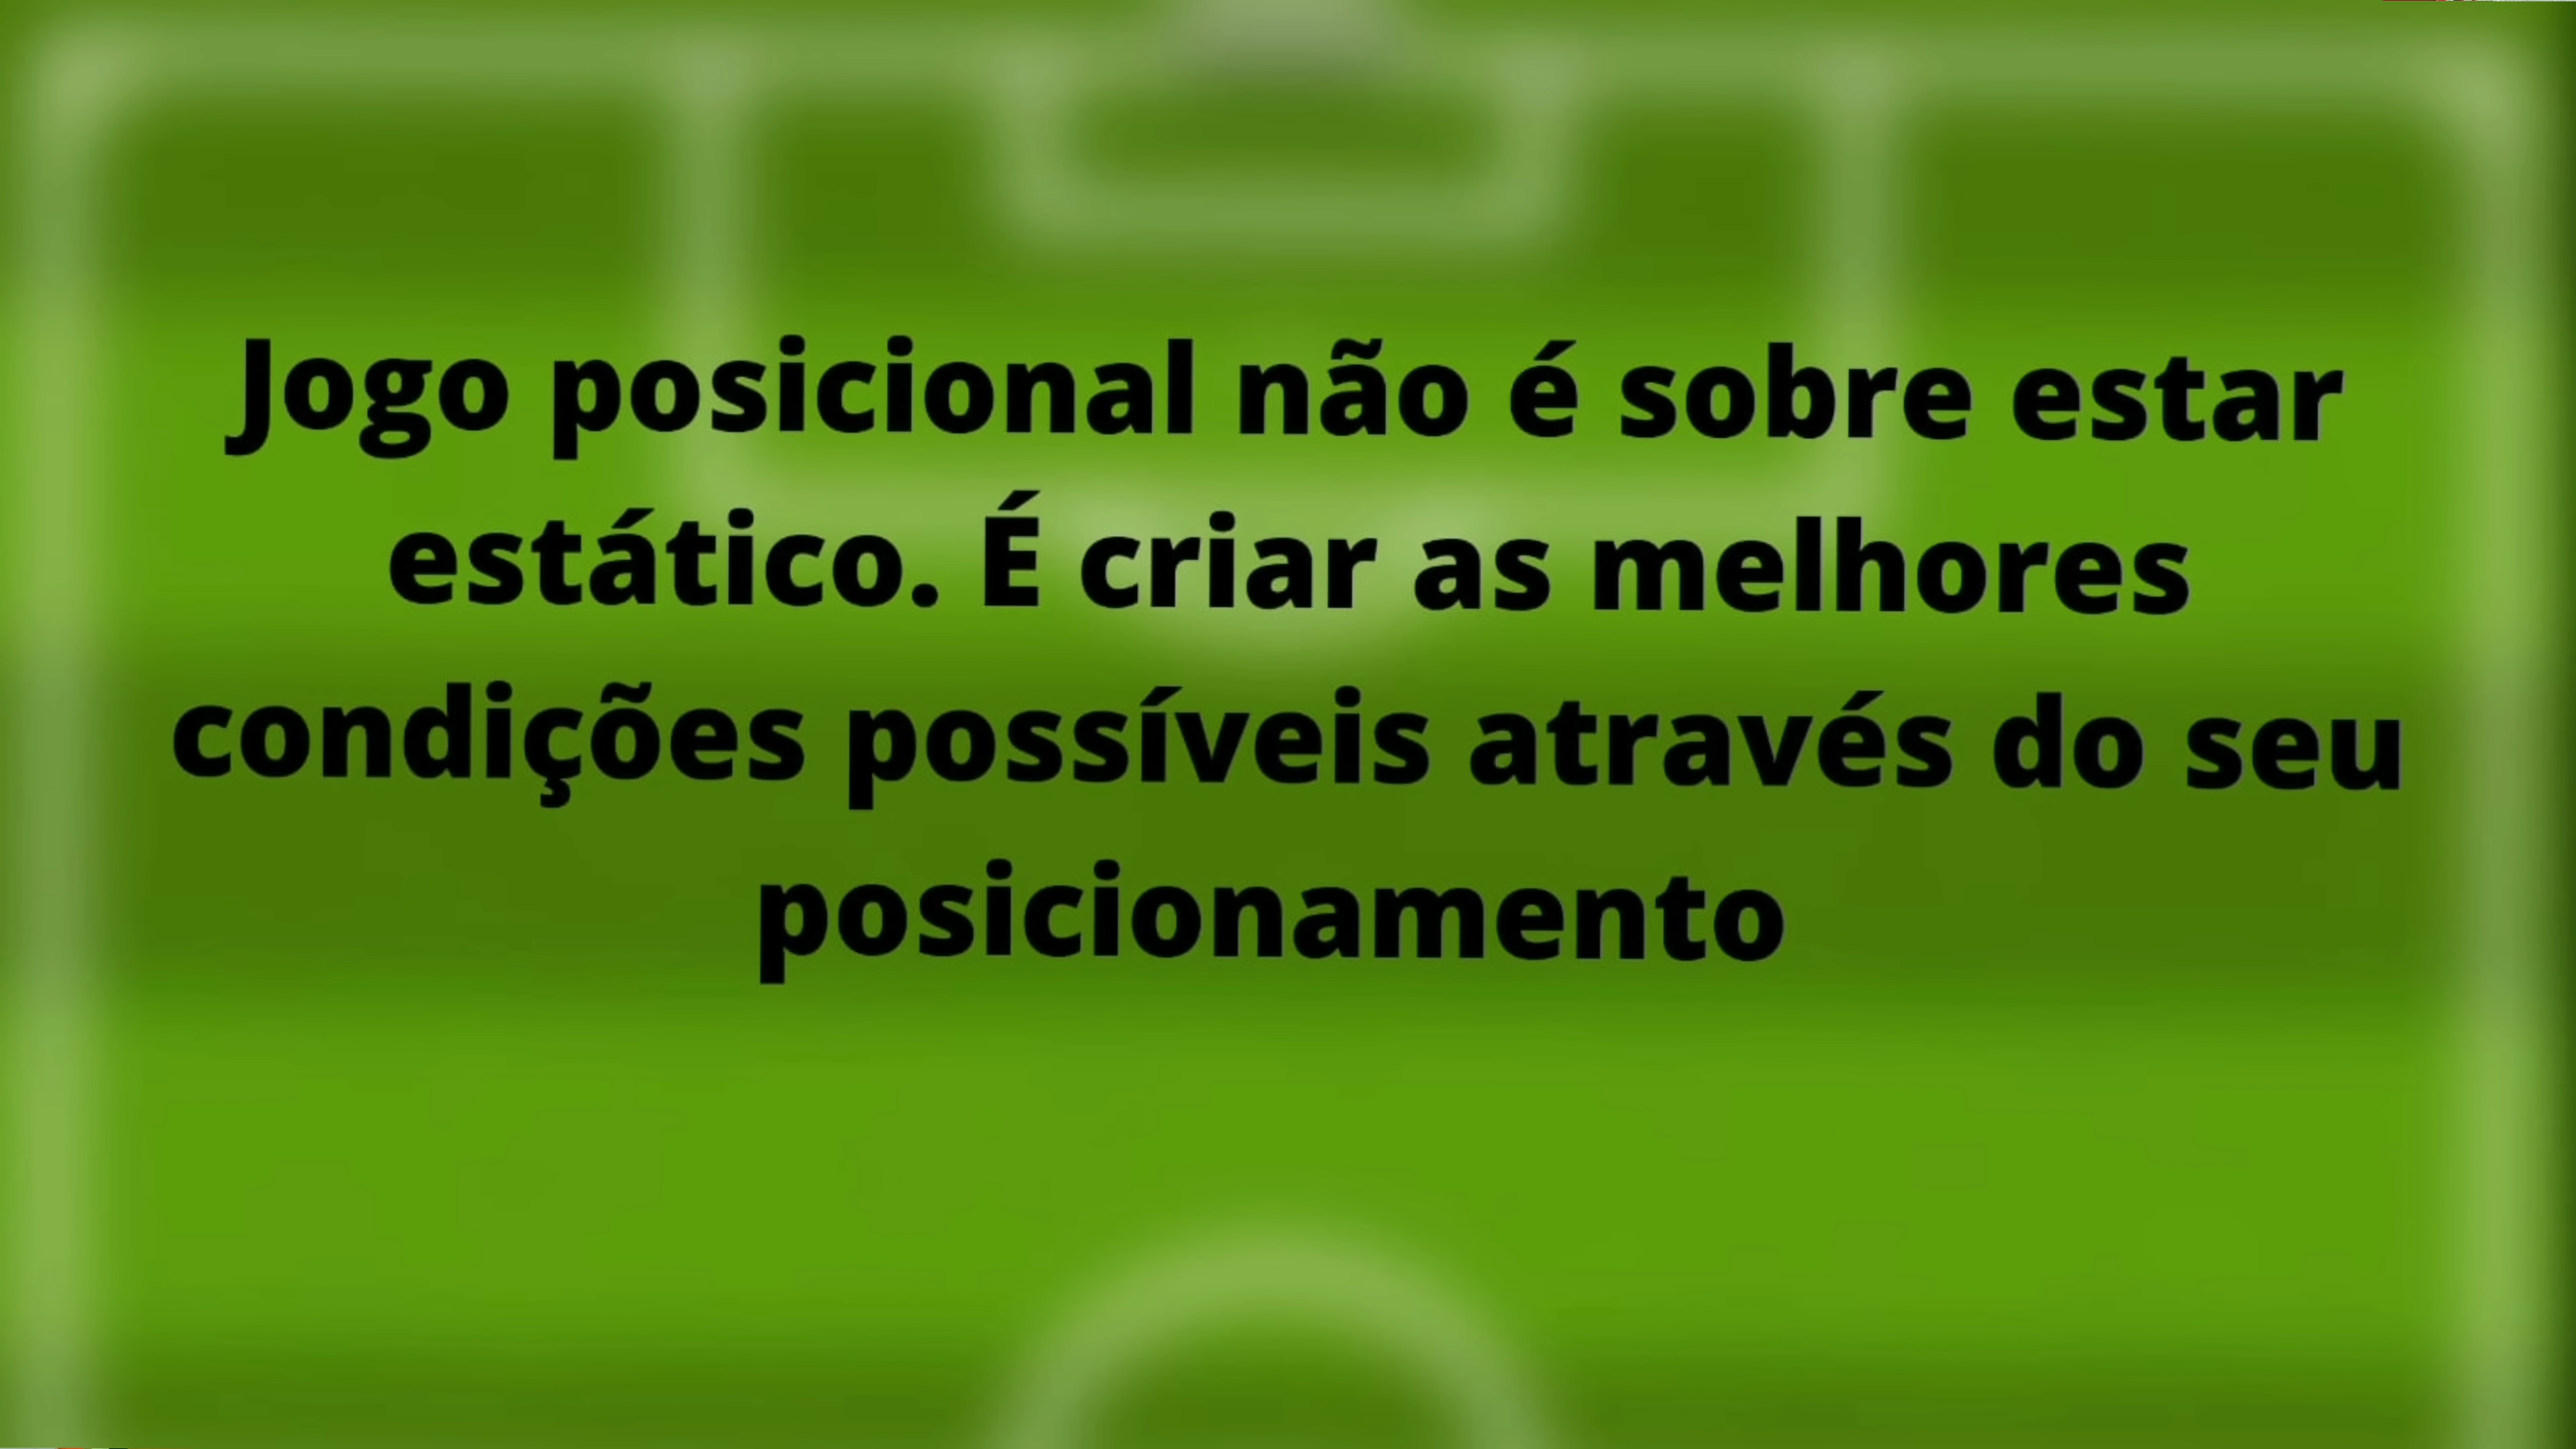 Jogo posicional não é sobre estar
estático. É criar as melhores
condições possíveis através do seu
posicionamento